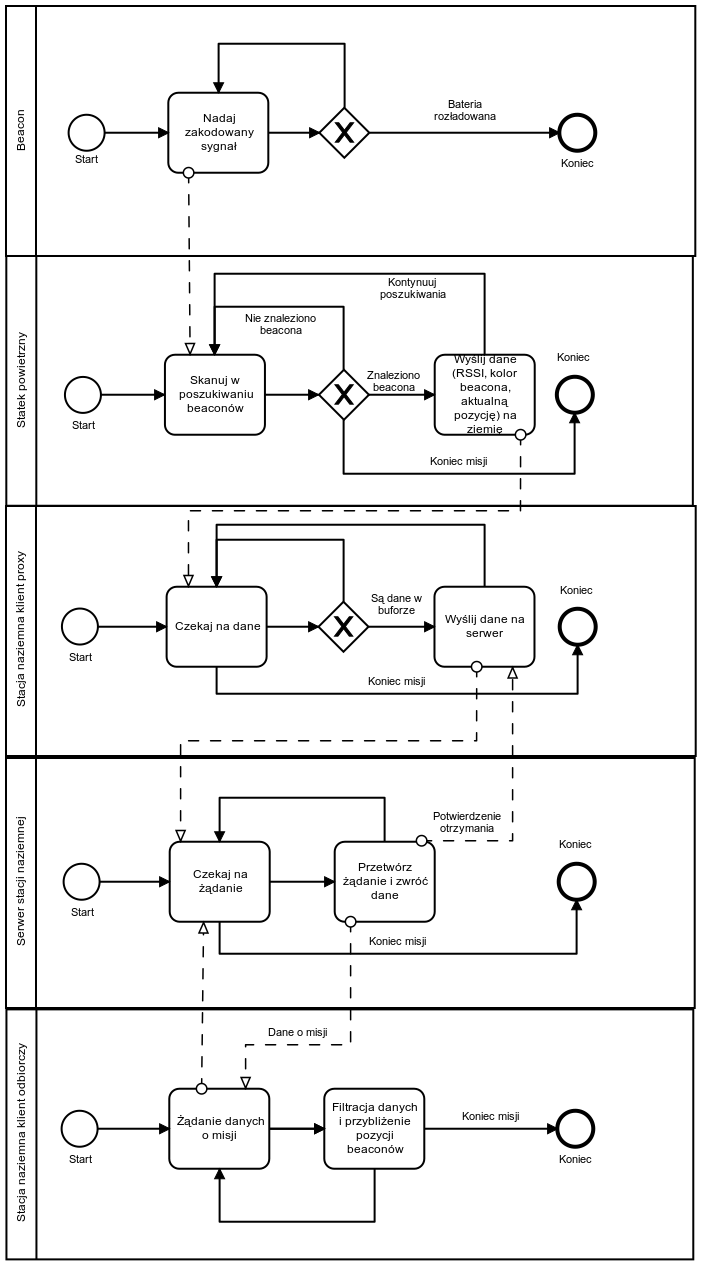 Beacon
Start
Nadaj
zakodowany
sygnał
X
Bateria
rozładowana
Koniec
Statek powietrzny
Start
Skanuj w
poszukiwaniu
beaconów
Nie znaleziono
beacona
Kontynuuj
poszukiwania
X
Znaleziono
beacona
Wyślij dane
(RSSI, kolor
beacona,
aktualną
pozycję) na
ziemię
Koniec
Koniec misji
Stacja naziemna klient proxy
Start
Czekaj na dane
X
Są dane w
buforze
Wyślij dane na
serwer
Koniec
Koniec misji
Serwer stacji naziemnej
Start
Czekaj na
żądanie
Przetwórz
żądanie i zwróć
dane
Potwierdzenie
otrzymania
Koniec
Koniec misji
Stacja naziemna klient odbiorczy
Start
Dane o misji
Żądanie danych
o misji
Filtracja danych
i przybliżenie
pozycji
beaconów
Koniec misji
Koniec